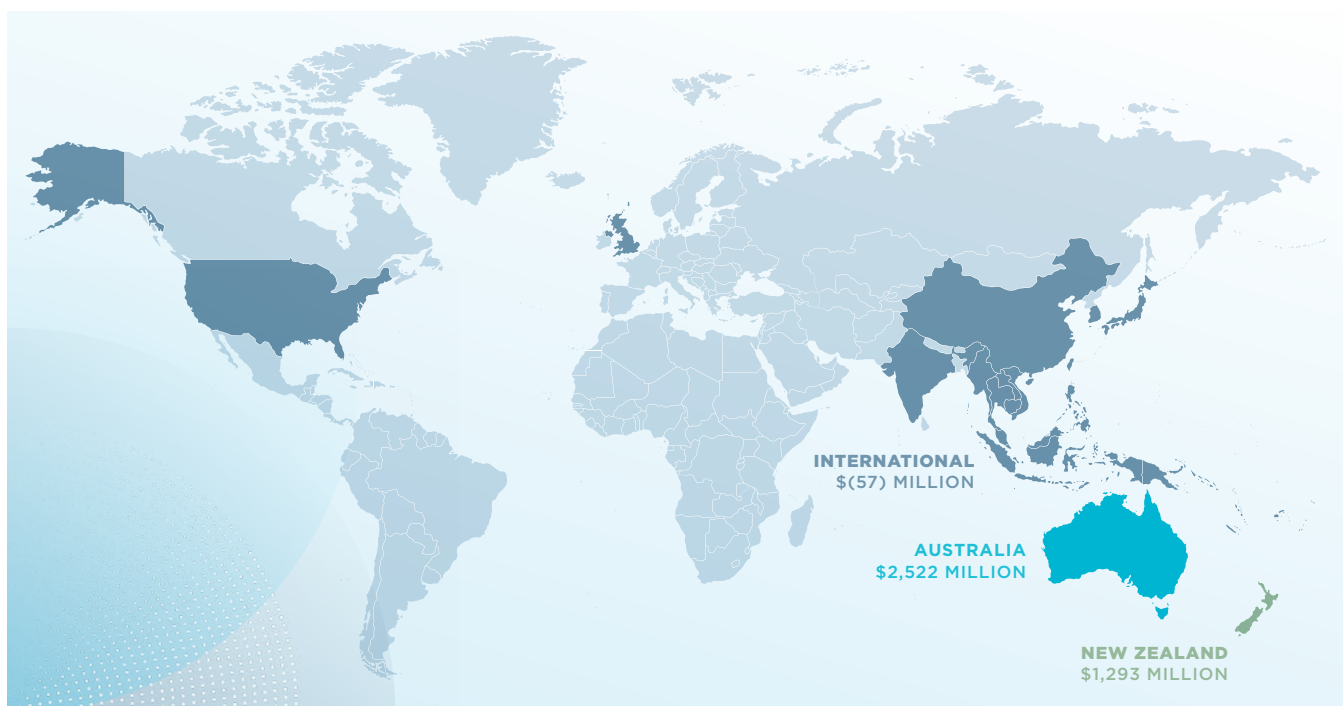 INTERNATIONAL
$(57) MILLION
AUSTRALIA
$2,522 MILLION
NEW ZEALAND
$1,293 MILLION